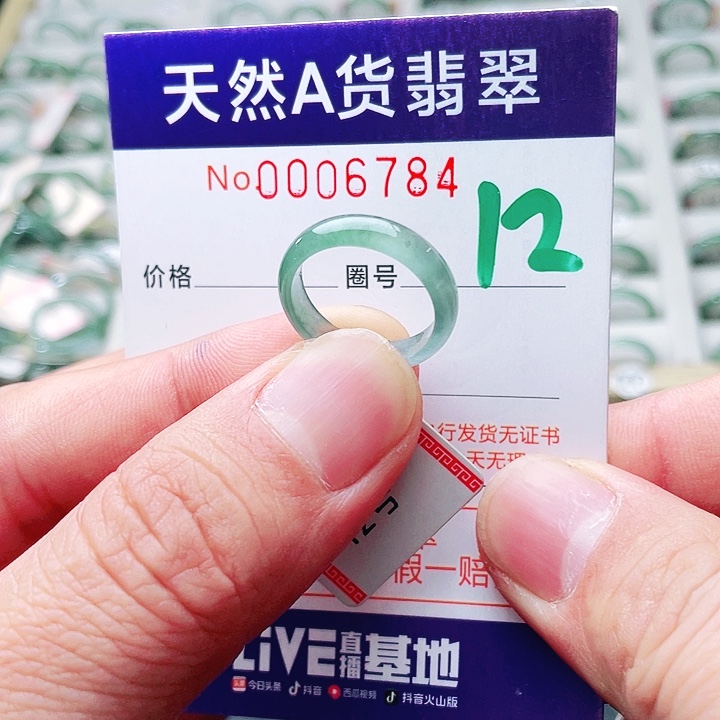 天然A货翡翠
No.0006784
12
价格 圈号
行发货无证书
天无理
假一赔
LIVE直播基地
今日头条 抖音 西瓜视频 抖音火山版